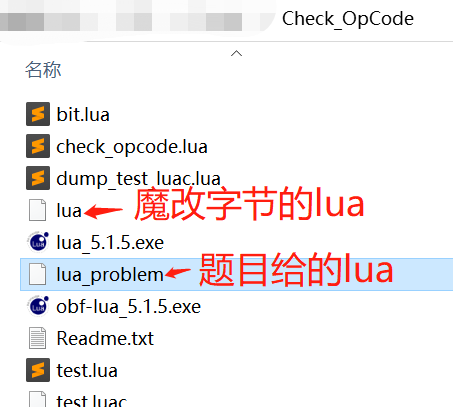 Check_OpCode
名称
bit.lua
check_opcode.lua
dump_test_luac.lua
lua
魔改字节的lua
lua_5.1.5.exe
lua_problem
题目给的lua
obf-lua_5.1.5.exe
Readme.txt
test.lua
test.luac